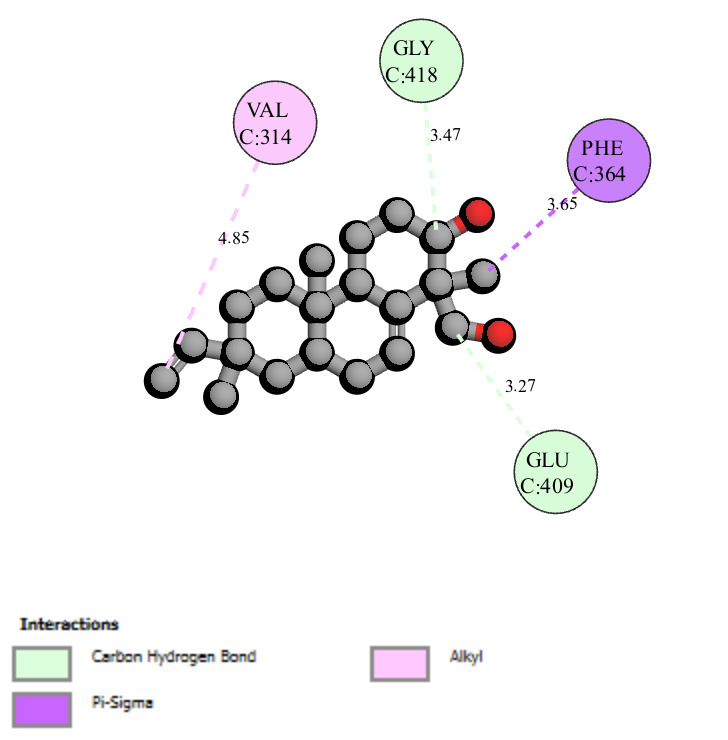 GLY
C:418
VAL
C:314
3.47
PHE
C:364
3.65
4.85
3.27
GLU
C:409
Interactions
Carbon Hydrogen Bond
Alkyl
Pi-Sigma